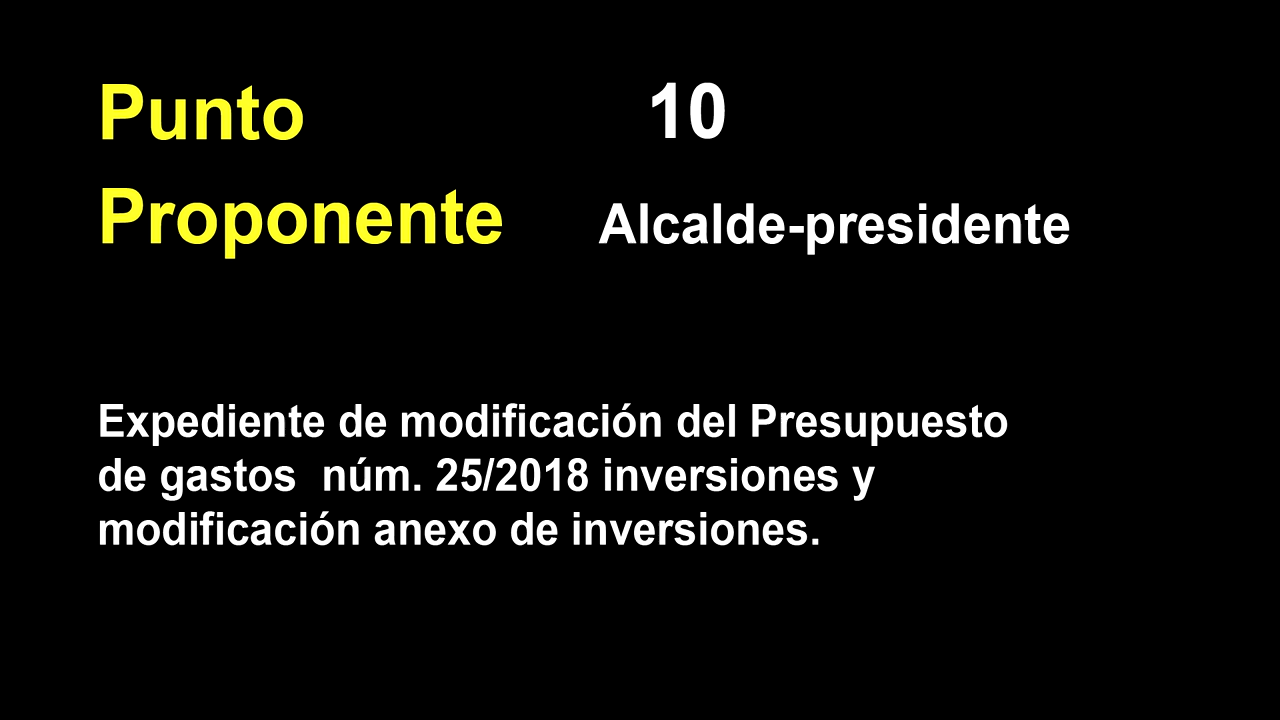 Punto 10
Proponente Alcalde-presidente
Expediente de modificación del Presupuesto
de gastos  núm. 25/2018 inversiones y
modificación anexo de inversiones.